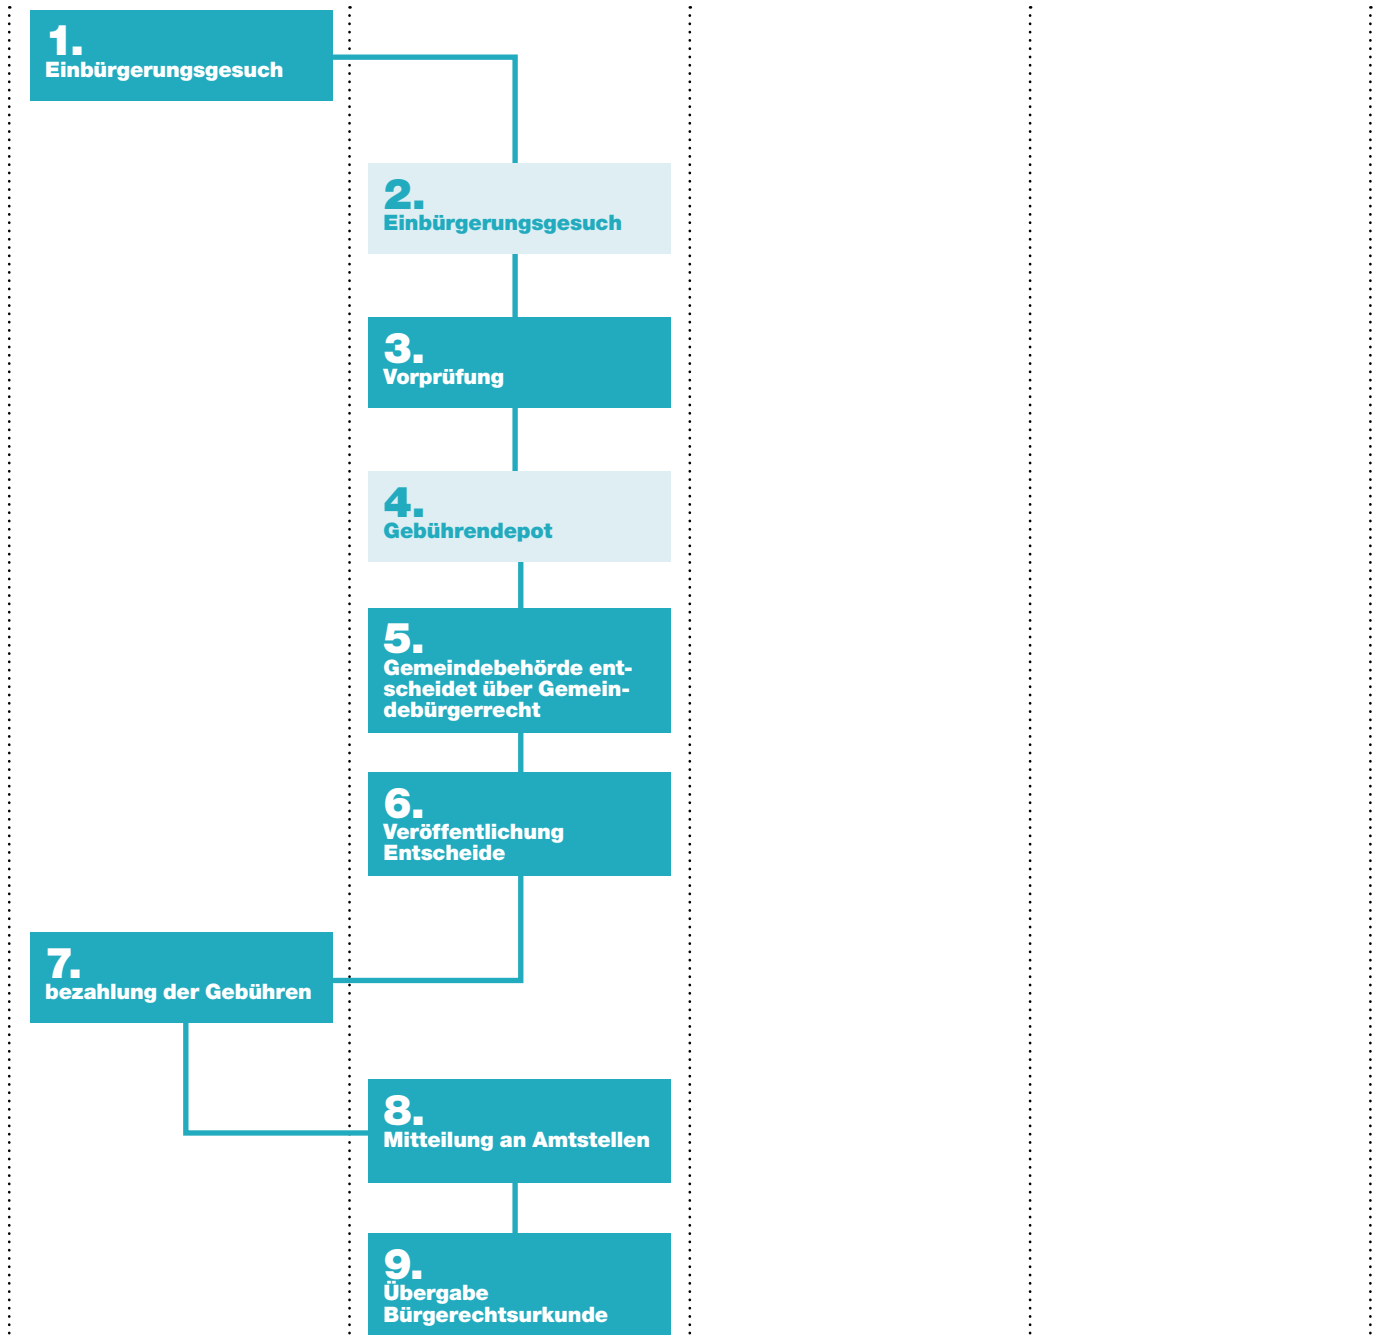 1.
Einbürgerungsgesuch
2.
Einbürgerungsgesuch
3.
Vorprüfung
4.
Gebührendepot
5.
Gemeindebehörde ent-
scheidet über Gemein-
debürgerrecht
6.
Veröffentlichung
Entscheide
7.
bezahlung der Gebühren
8.
Mitteilung an Amtstellen
9.
Übergabe
Bürgerechtsurkunde